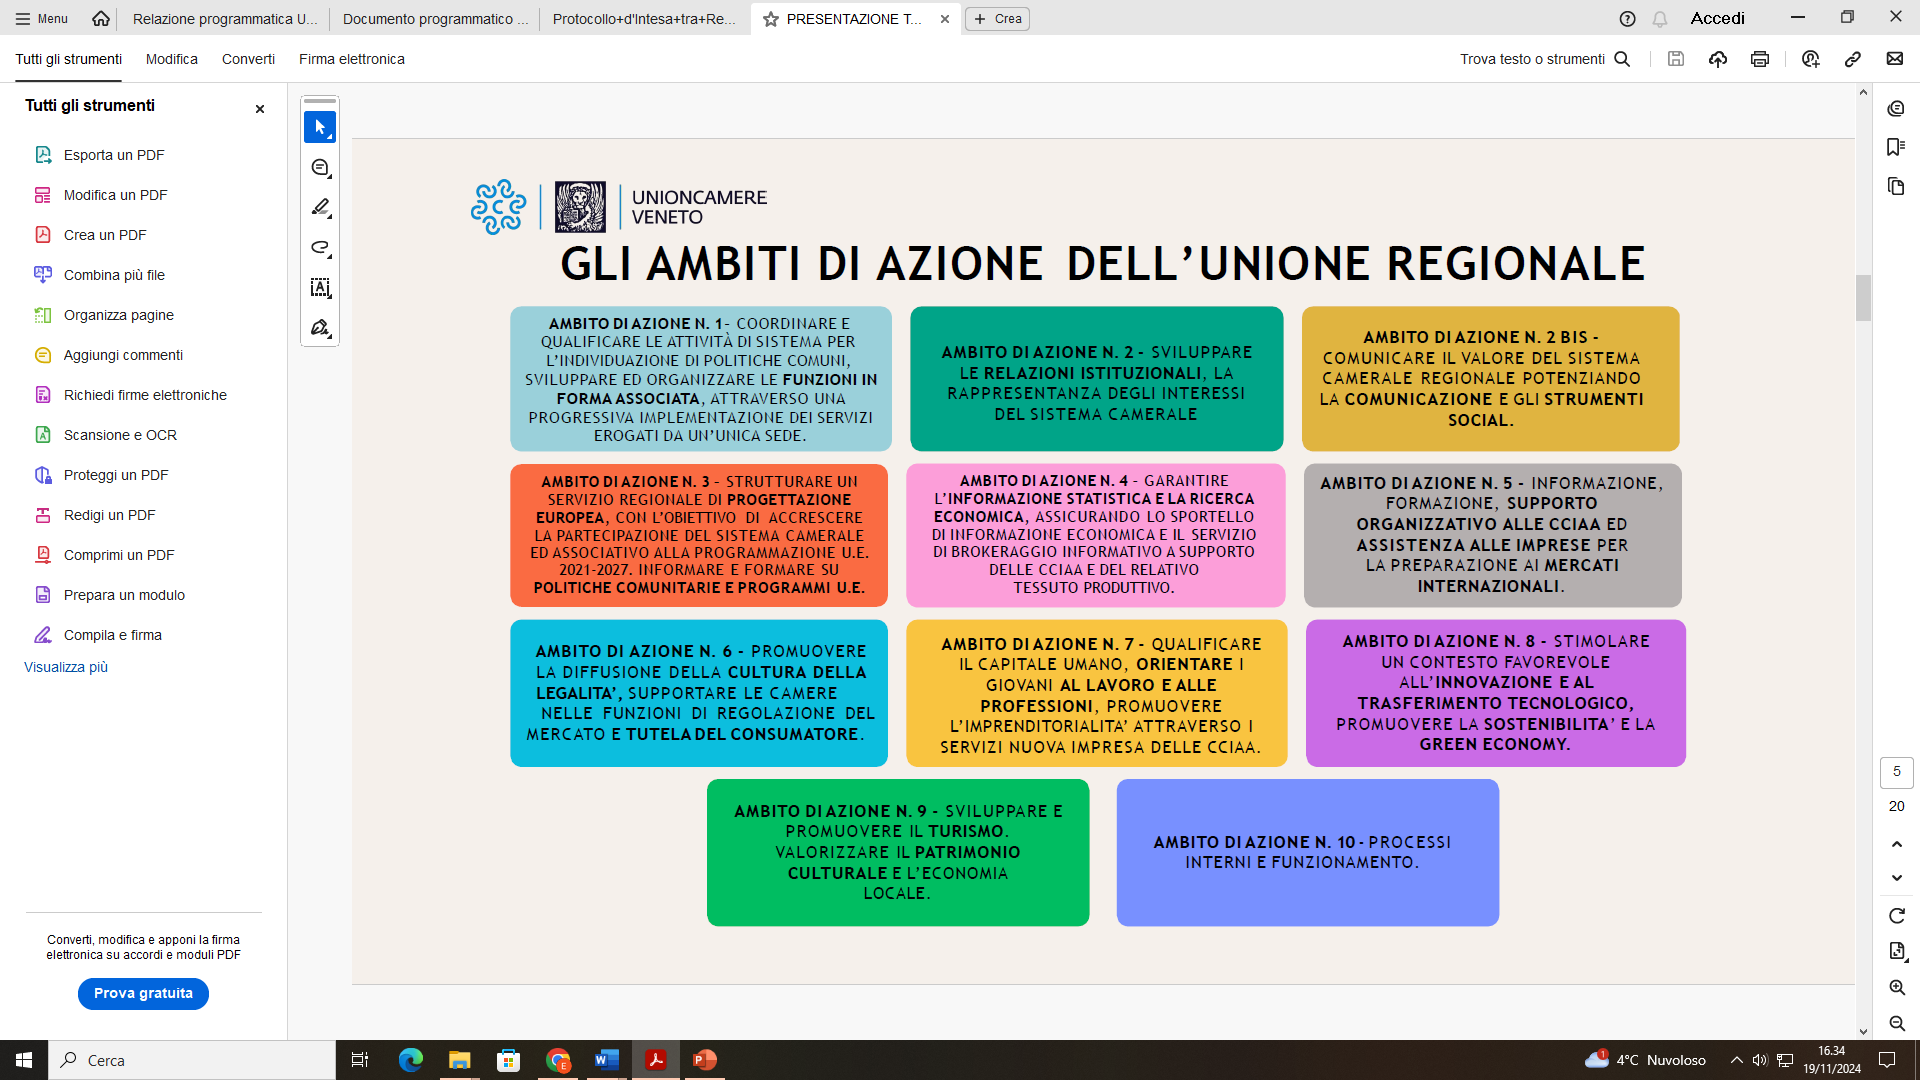 Menu
Relazione programmatica U...
Documento programmatico ...
Protocollo+d'Intesa+tra+Re...
PRESENTAZIONE T...
Crea
Accedi
Tutti gli strumenti
Modifica
Converti
Firma elettronica
Trova testo o strumenti
Tutti gli strumenti
Esporta un PDF
Modifica un PDF
Crea un PDF
Combina più file
Organizza pagine
Aggiungi commenti
Richiedi firme elettroniche
Scansione e OCR
Proteggi un PDF
Redigi un PDF
Comprimi un PDF
Prepara un modulo
Compila e firma
Visualizza più
Converti, modifica e apponi la firma
elettronica su accordi e moduli PDF
Prova gratuita
UNIONCAMERE
VENETO
GLI AMBITI DI AZIONE DELL'UNIONE REGIONALE
AMBITO DI AZIONE N. 1 - COORDINARE E
QUALIFICARE LE ATTIVITÀ DI SISTEMA PER
L'INDIVIDUAZIONE DI POLITICHE COMUNI,
SVILUPPARE ED ORGANIZZARE LE FUNZIONI IN
FORMA ASSOCIATA, ATTRAVERSO UNA
PROGRESSIVA IMPLEMENTAZIONE DEI SERVIZI
EROGATI DA UN'UNICA SEDE.
AMBITO DI AZIONE N. 2 - SVILUPPARE
LE RELAZIONI ISTITUZIONALI, LA
RAPPRESENTANZA DEGLI INTERESSI
DEL SISTEMA CAMERALE
AMBITO DI AZIONE N. 2 BIS -
COMUNICARE IL VALORE DEL SISTEMA
CAMERALE REGIONALE POTENZIANDO
LA COMUNICAZIONE E GLI STRUMENTI
SOCIAL.
AMBITO DI AZIONE N. 3 - STRUTTURARE UN
SERVIZIO REGIONALE DI PROGETTAZIONE
EUROPEA, CON L'OBIETTIVO DI ACCRESCERE
LA PARTECIPAZIONE DEL SISTEMA CAMERALE
ED ASSOCIATIVO ALLA PROGRAMMAZIONE U.E.
2021-2027. INFORMARE E FORMARE SU
POLITICHE COMUNITARIE E PROGRAMMI U.E.
AMBITO DI AZIONE N. 4 - GARANTIRE
L'INFORMAZIONE STATISTICA E LA RICERCA
ECONOMICA, ASSICURANDO LO SPORTELLO
DI INFORMAZIONE ECONOMICA E IL SERVIZIO
DI BROKERAGGIO INFORMATIVO A SUPPORTO
DELLE CCIAA E DEL RELATIVO
TESSUTO PRODUTTIVO.
AMBITO DI AZIONE N. 5 - INFORMAZIONE,
FORMAZIONE, SUPPORTO
ORGANIZZATIVO ALLE CCIAA ED
ASSISTENZA ALLE IMPRESE PER
LA PREPARAZIONE AI MERCATI
INTERNAZIONALI.
AMBITO DI AZIONE N. 6 - PROMUOVERE
LA DIFFUSIONE DELLA CULTURA DELLA
LEGALITA', SUPPORTARE LE CAMERE
NELLE FUNZIONI DI REGOLAZIONE DEL
MERCATO E TUTELA DEL CONSUMATORE.
AMBITO DI AZIONE N. 7 - QUALIFICARE
IL CAPITALE UMANO, ORIENTARE I
GIOVANI AL LAVORO E ALLE
PROFESSIONI, PROMUOVERE
L'IMPRENDITORIALITA' ATTRAVERSO I
SERVIZI NUOVA IMPRESA DELLE CCIAA.
AMBITO DI AZIONE N. 8 - STIMOLARE
UN CONTESTO FAVOREVOLE
ALL'INNOVAZIONE E AL
TRASFERIMENTO TECNOLOGICO,
PROMUOVERE LA SOSTENIBILITA' E LA
GREEN ECONOMY.
AMBITO DI AZIONE N. 9 - SVILUPPARE E
PROMUOVERE IL TURISMO.
VALORIZZARE IL PATRIMONIO
CULTURALE E L'ECONOMIA
LOCALE.
AMBITO DI AZIONE N. 10 - PROCESSI
INTERNI E FUNZIONAMENTO.
5
20
Cerca
1
4°C Nuvoloso
16.34
19/11/2024